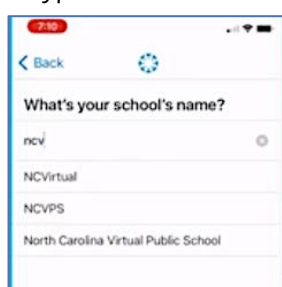 7:10
Back
What's your school's name?
ncv
NCVirtual
NCVPS
North Carolina Virtual Public School